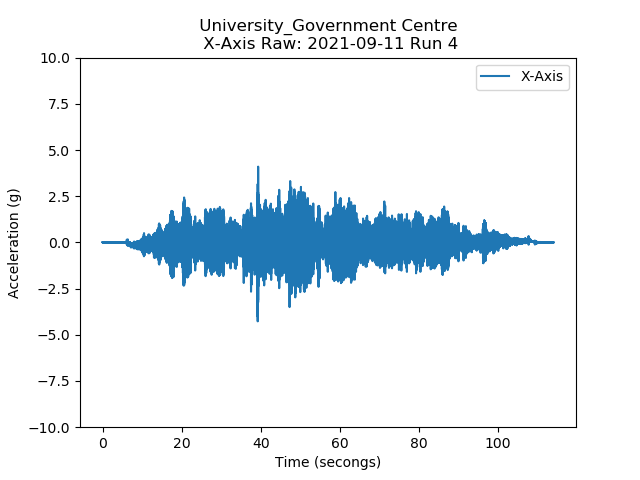 University_Government Centre
X-Axis Raw: 2021-09-11 Run 4
X-Axis
10.0
7.5
5.0
2.5
0.0
−2.5
−5.0
−7.5
−10.0
Acceleration (g)
0 20 40 60 80 100
Time (secongs)